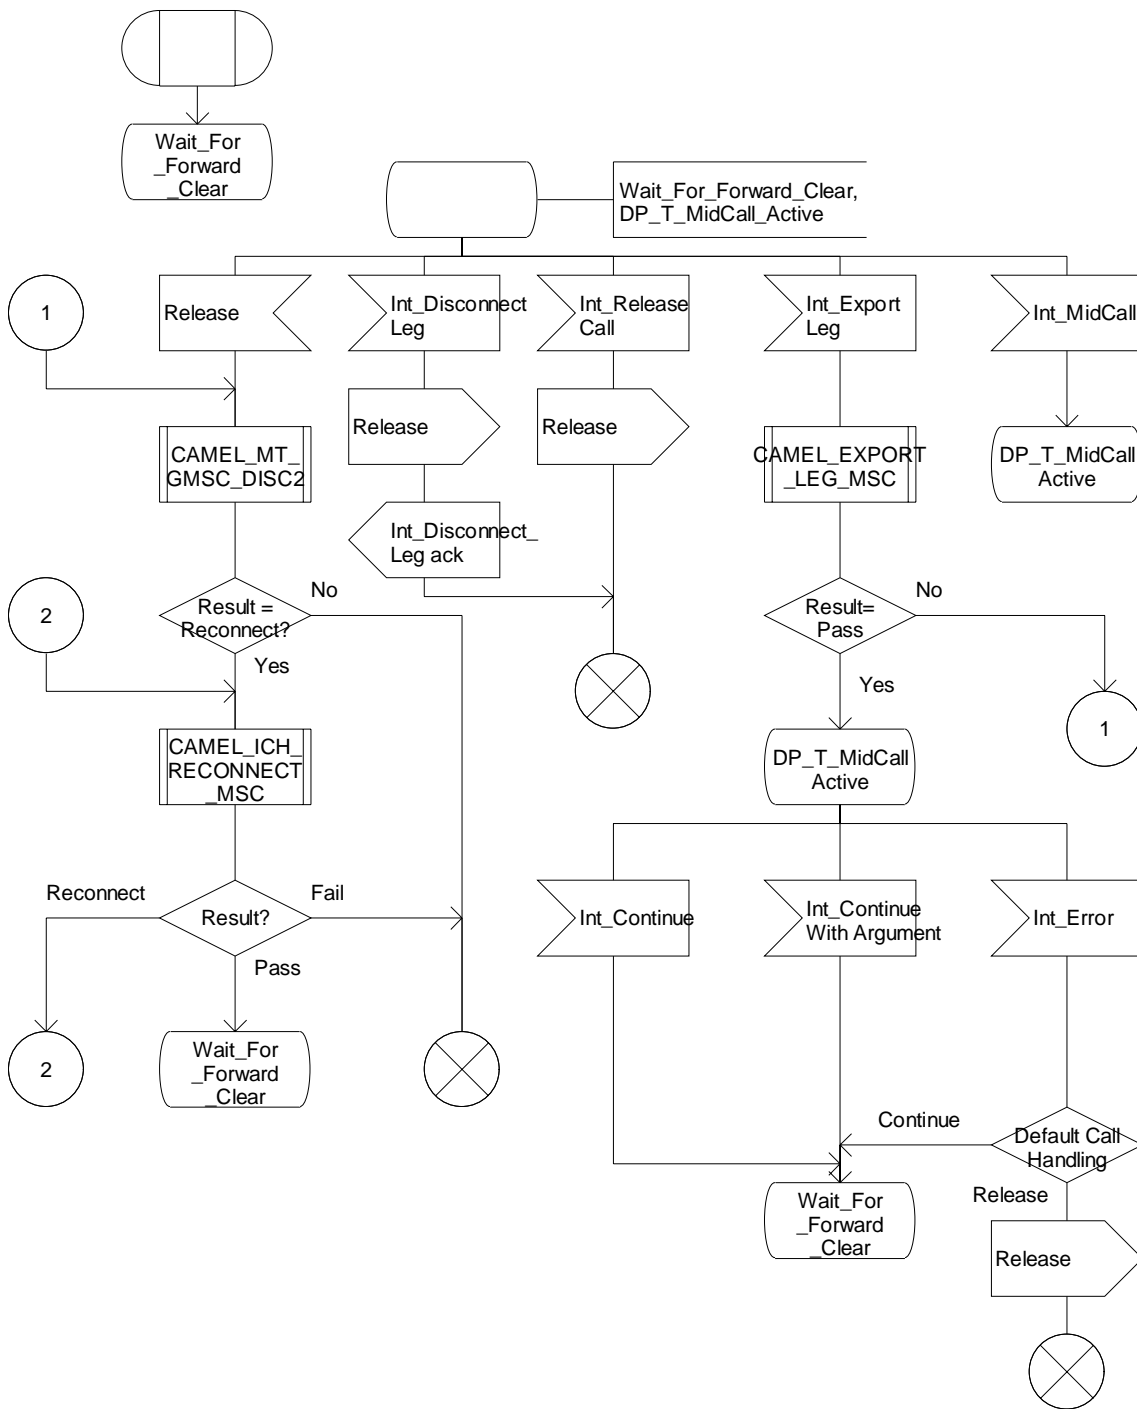 Wait_For
_Forward
_Clear
Wait_For_Forward_Clear,
DP_T_MidCall_Active
1
Release
Int_Disconnect
Leg
Int_Release
Call
Int_Export
Leg
Int_MidCall
Release
Release
CAMEL_MT_
GMSC_DISC2
CAMEL_EXPORT
_LEG_MSC
DP_T_MidCall
Active
Int_Disconnect_
Leg ack
2
Result =
Reconnect?
No
Yes
Result=
Pass
No
Yes
1
CAMEL_ICH_
RECONNECT
_MSC
DP_T_MidCall
Active
Reconnect
Result?
Fail
Pass
Int_Continue
Int_Continue
With Argument
Int_Error
2
Wait_For
_Forward
_Clear
Continue
Default Call
Handling
Release
Wait_For
_Forward
_Clear
Release